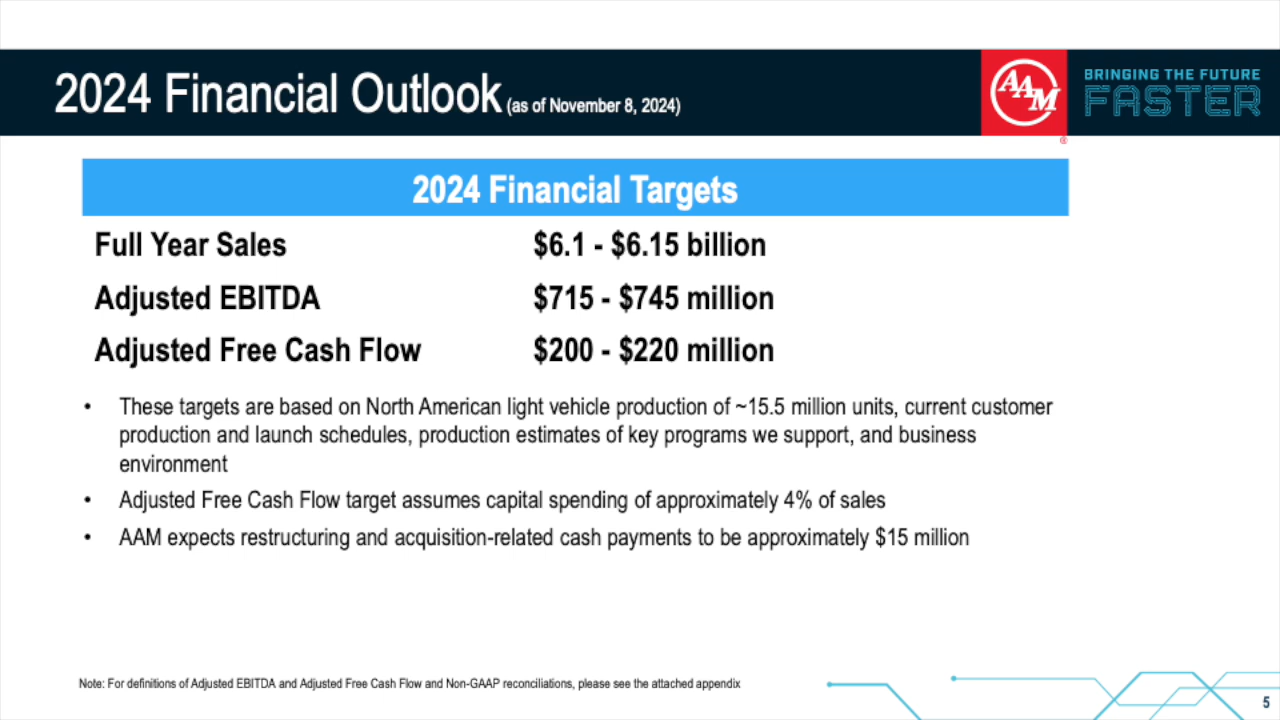 2024 Financial Outlook (as of November 8, 2024)
AAM
®
BRINGING THE FUTURE
FASTER
2024 Financial Targets
Full Year Sales $6.1 - $6.15 billion
Adjusted EBITDA $715 - $745 million
Adjusted Free Cash Flow $200 - $220 million
• These targets are based on North American light vehicle production of ~15.5 million units, current customer
production and launch schedules, production estimates of key programs we support, and business
environment
• Adjusted Free Cash Flow target assumes capital spending of approximately 4% of sales
• AAM expects restructuring and acquisition-related cash payments to be approximately $15 million
Note: For definitions of Adjusted EBITDA and Adjusted Free Cash Flow and Non-GAAP reconciliations, please see the attached appendix
5